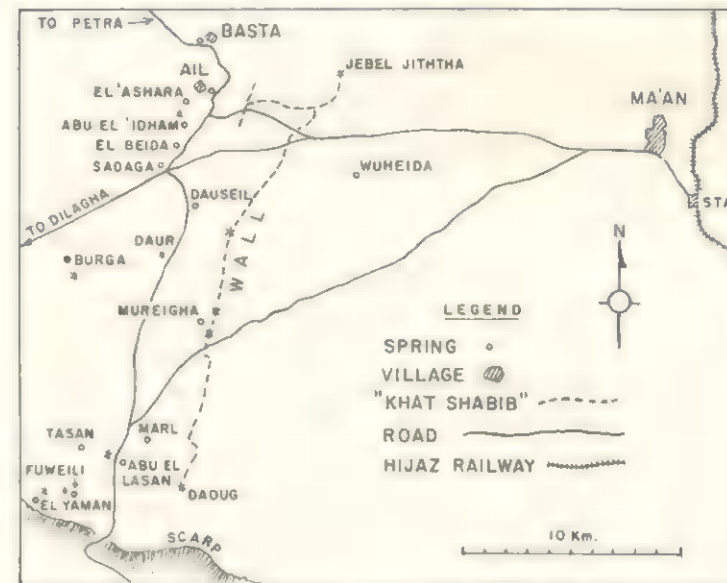 TO PETRA
BASTA
JEBEL JITHTHA
AIL
EL 'ASHARA
MA'AN
ABU EL 'IDHAM
EL BEIDA
SADAGA
WUHEIDA
DAUSEIL
STA
TO DILAGHA
WALL
N
DAUR
BURGA
MUREIGHA
LEGEND
SPRING
VILLAGE
"KHAT SHABIB"
ROAD
HIJAZ RAILWAY
TASAN
MARL
FUWEILI
ABU EL
LASAN
EL YAMAN
DAOUG
SCARP
10 Km.